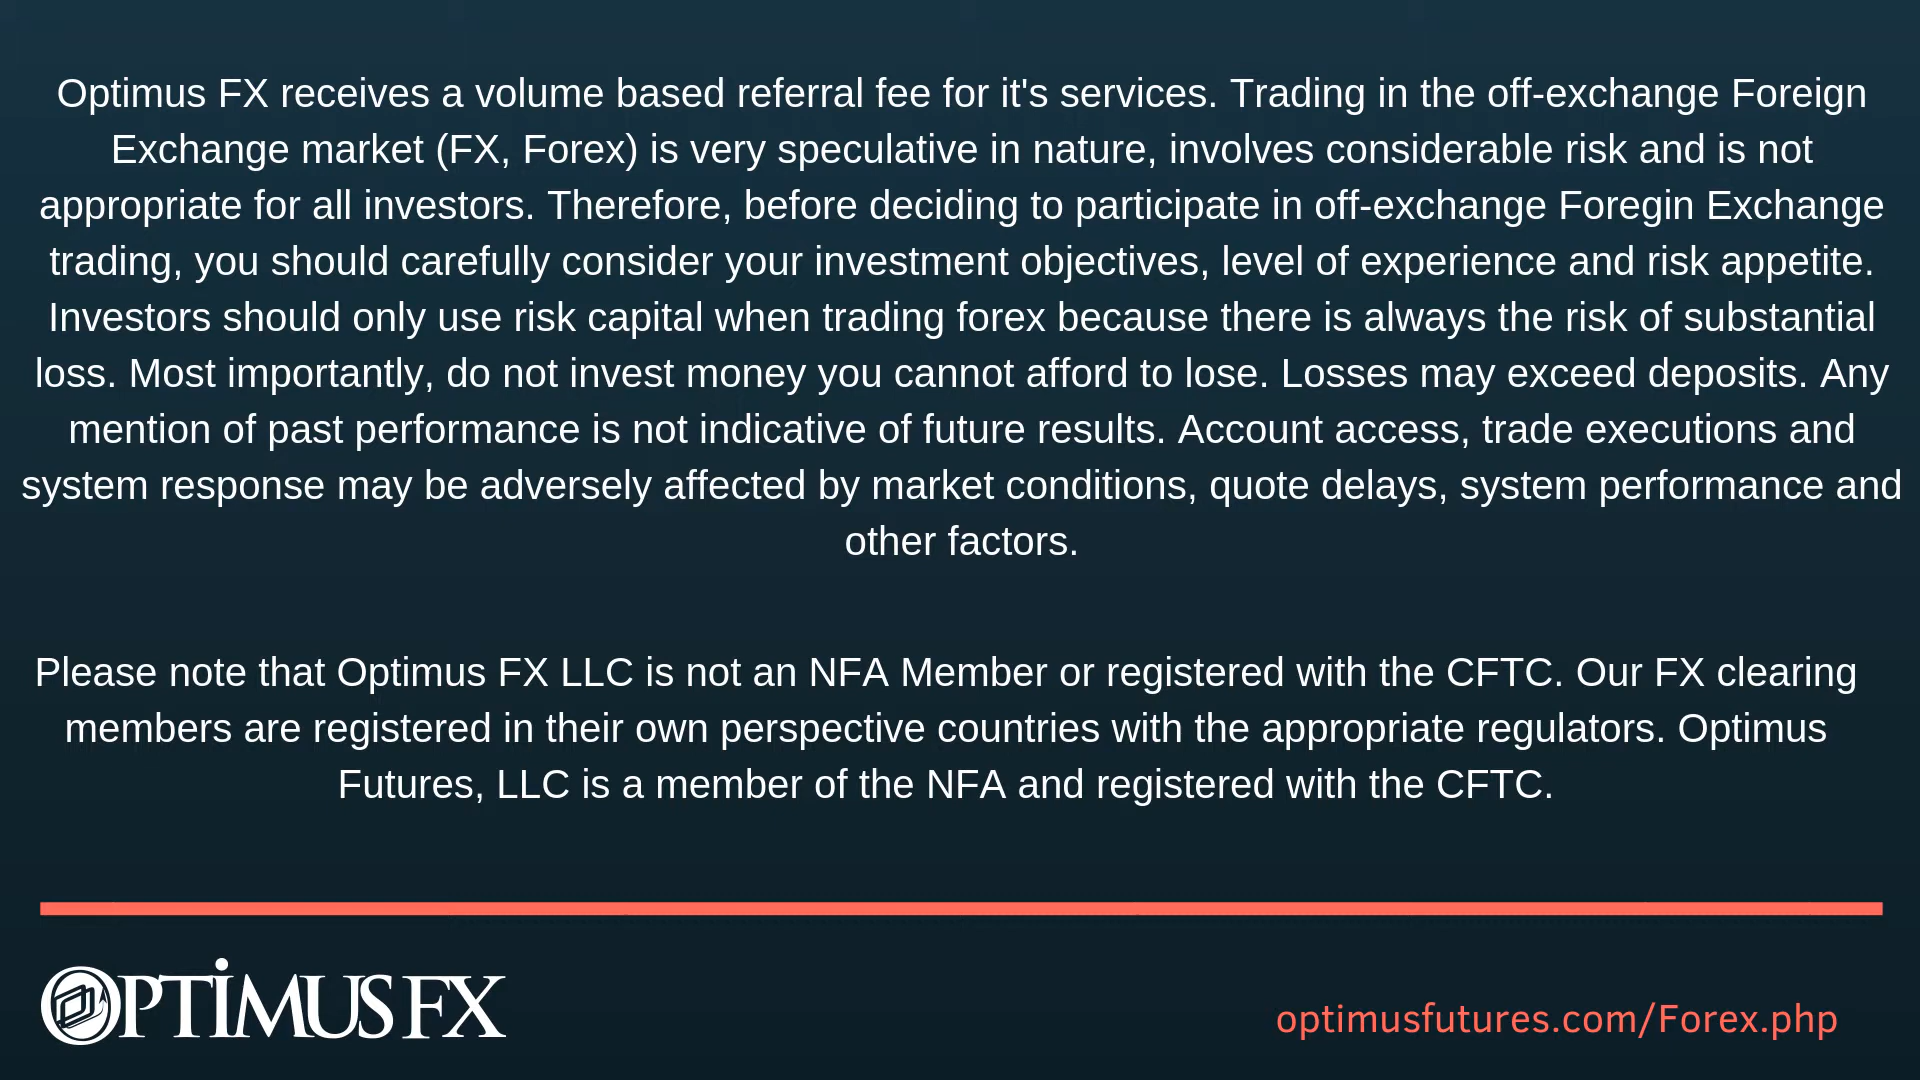 Optimus FX receives a volume based referral fee for it's services. Trading in the off-exchange Foreign
Exchange market (FX, Forex) is very speculative in nature, involves considerable risk and is not
appropriate for all investors. Therefore, before deciding to participate in off-exchange Foregin Exchange
trading, you should carefully consider your investment objectives, level of experience and risk appetite.
Investors should only use risk capital when trading forex because there is always the risk of substantial
loss. Most importantly, do not invest money you cannot afford to lose. Losses may exceed deposits. Any
mention of past performance is not indicative of future results. Account access, trade executions and
system response may be adversely affected by market conditions, quote delays, system performance and
other factors.
Please note that Optimus FX LLC is not an NFA Member or registered with the CFTC. Our FX clearing
members are registered in their own perspective countries with the appropriate regulators. Optimus
Futures, LLC is a member of the NFA and registered with the CFTC.
OPTIMUS FX
optimusfutures.com/Forex.php